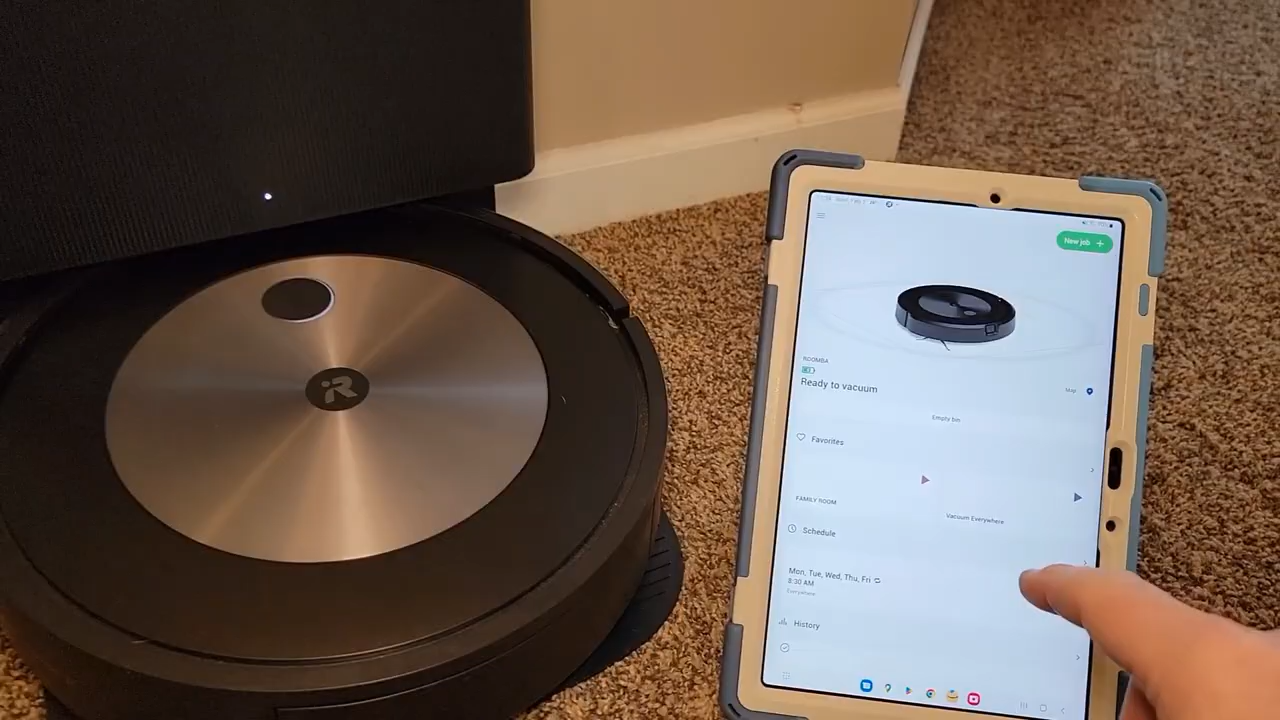 New job +
ROOMBA
Ready to vacuum
Map
Empty bin
Favorites
FAMILY ROOM
Vacuum Everywhere
Schedule
Mon, Tue, Wed, Thu, Fri
8:30 AM
Everywhere
History
iR